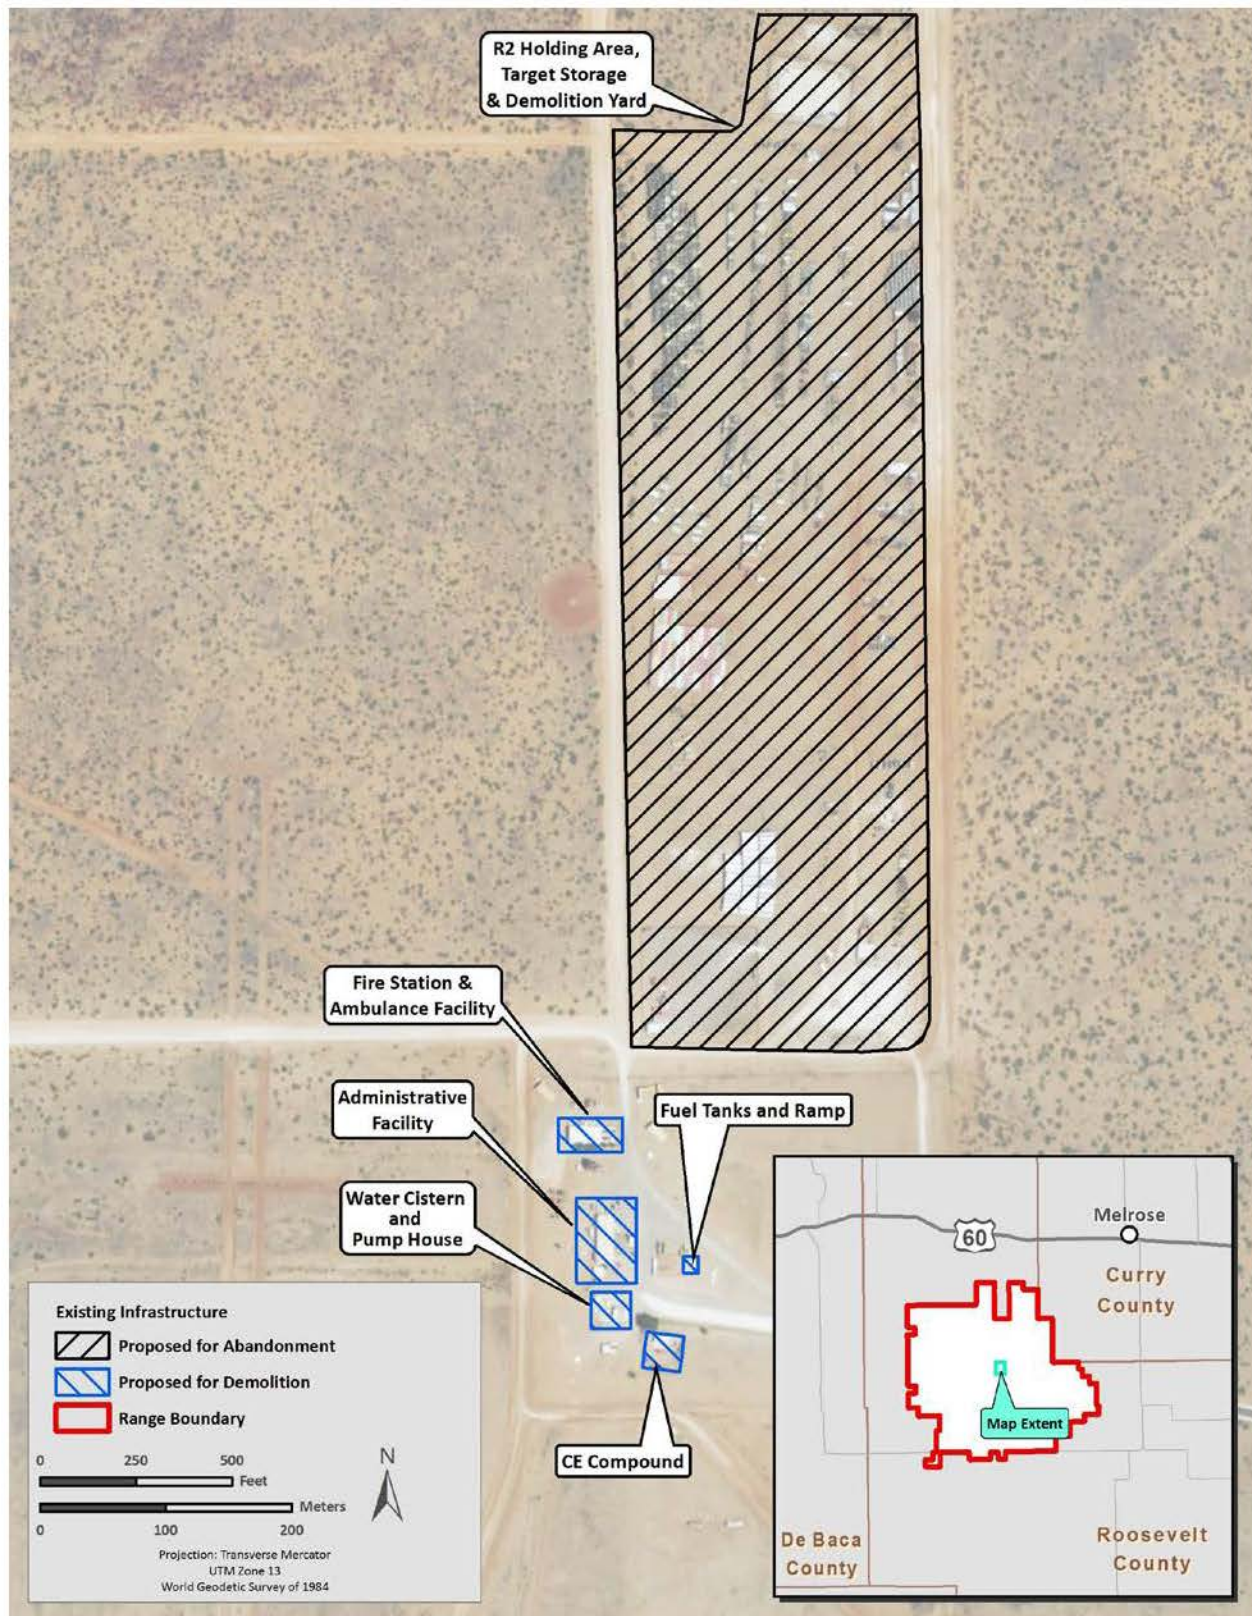 R2 Holding Area,
Target Storage
& Demolition Yard
Fire Station &
Ambulance Facility
Administrative
Facility
Fuel Tanks and Ramp
Water Cistern
and
Pump House
CE Compound
Existing Infrastructure
Proposed for Abandonment
Proposed for Demolition
Range Boundary
0 250 500
Feet
N
Meters
0 100 200
Projection: Transverse Mercator
UTM Zone 13
World Geodetic Survey of 1984
60
Melrose
Curry
County
Map Extent
De Baca
County
Roosevelt
County